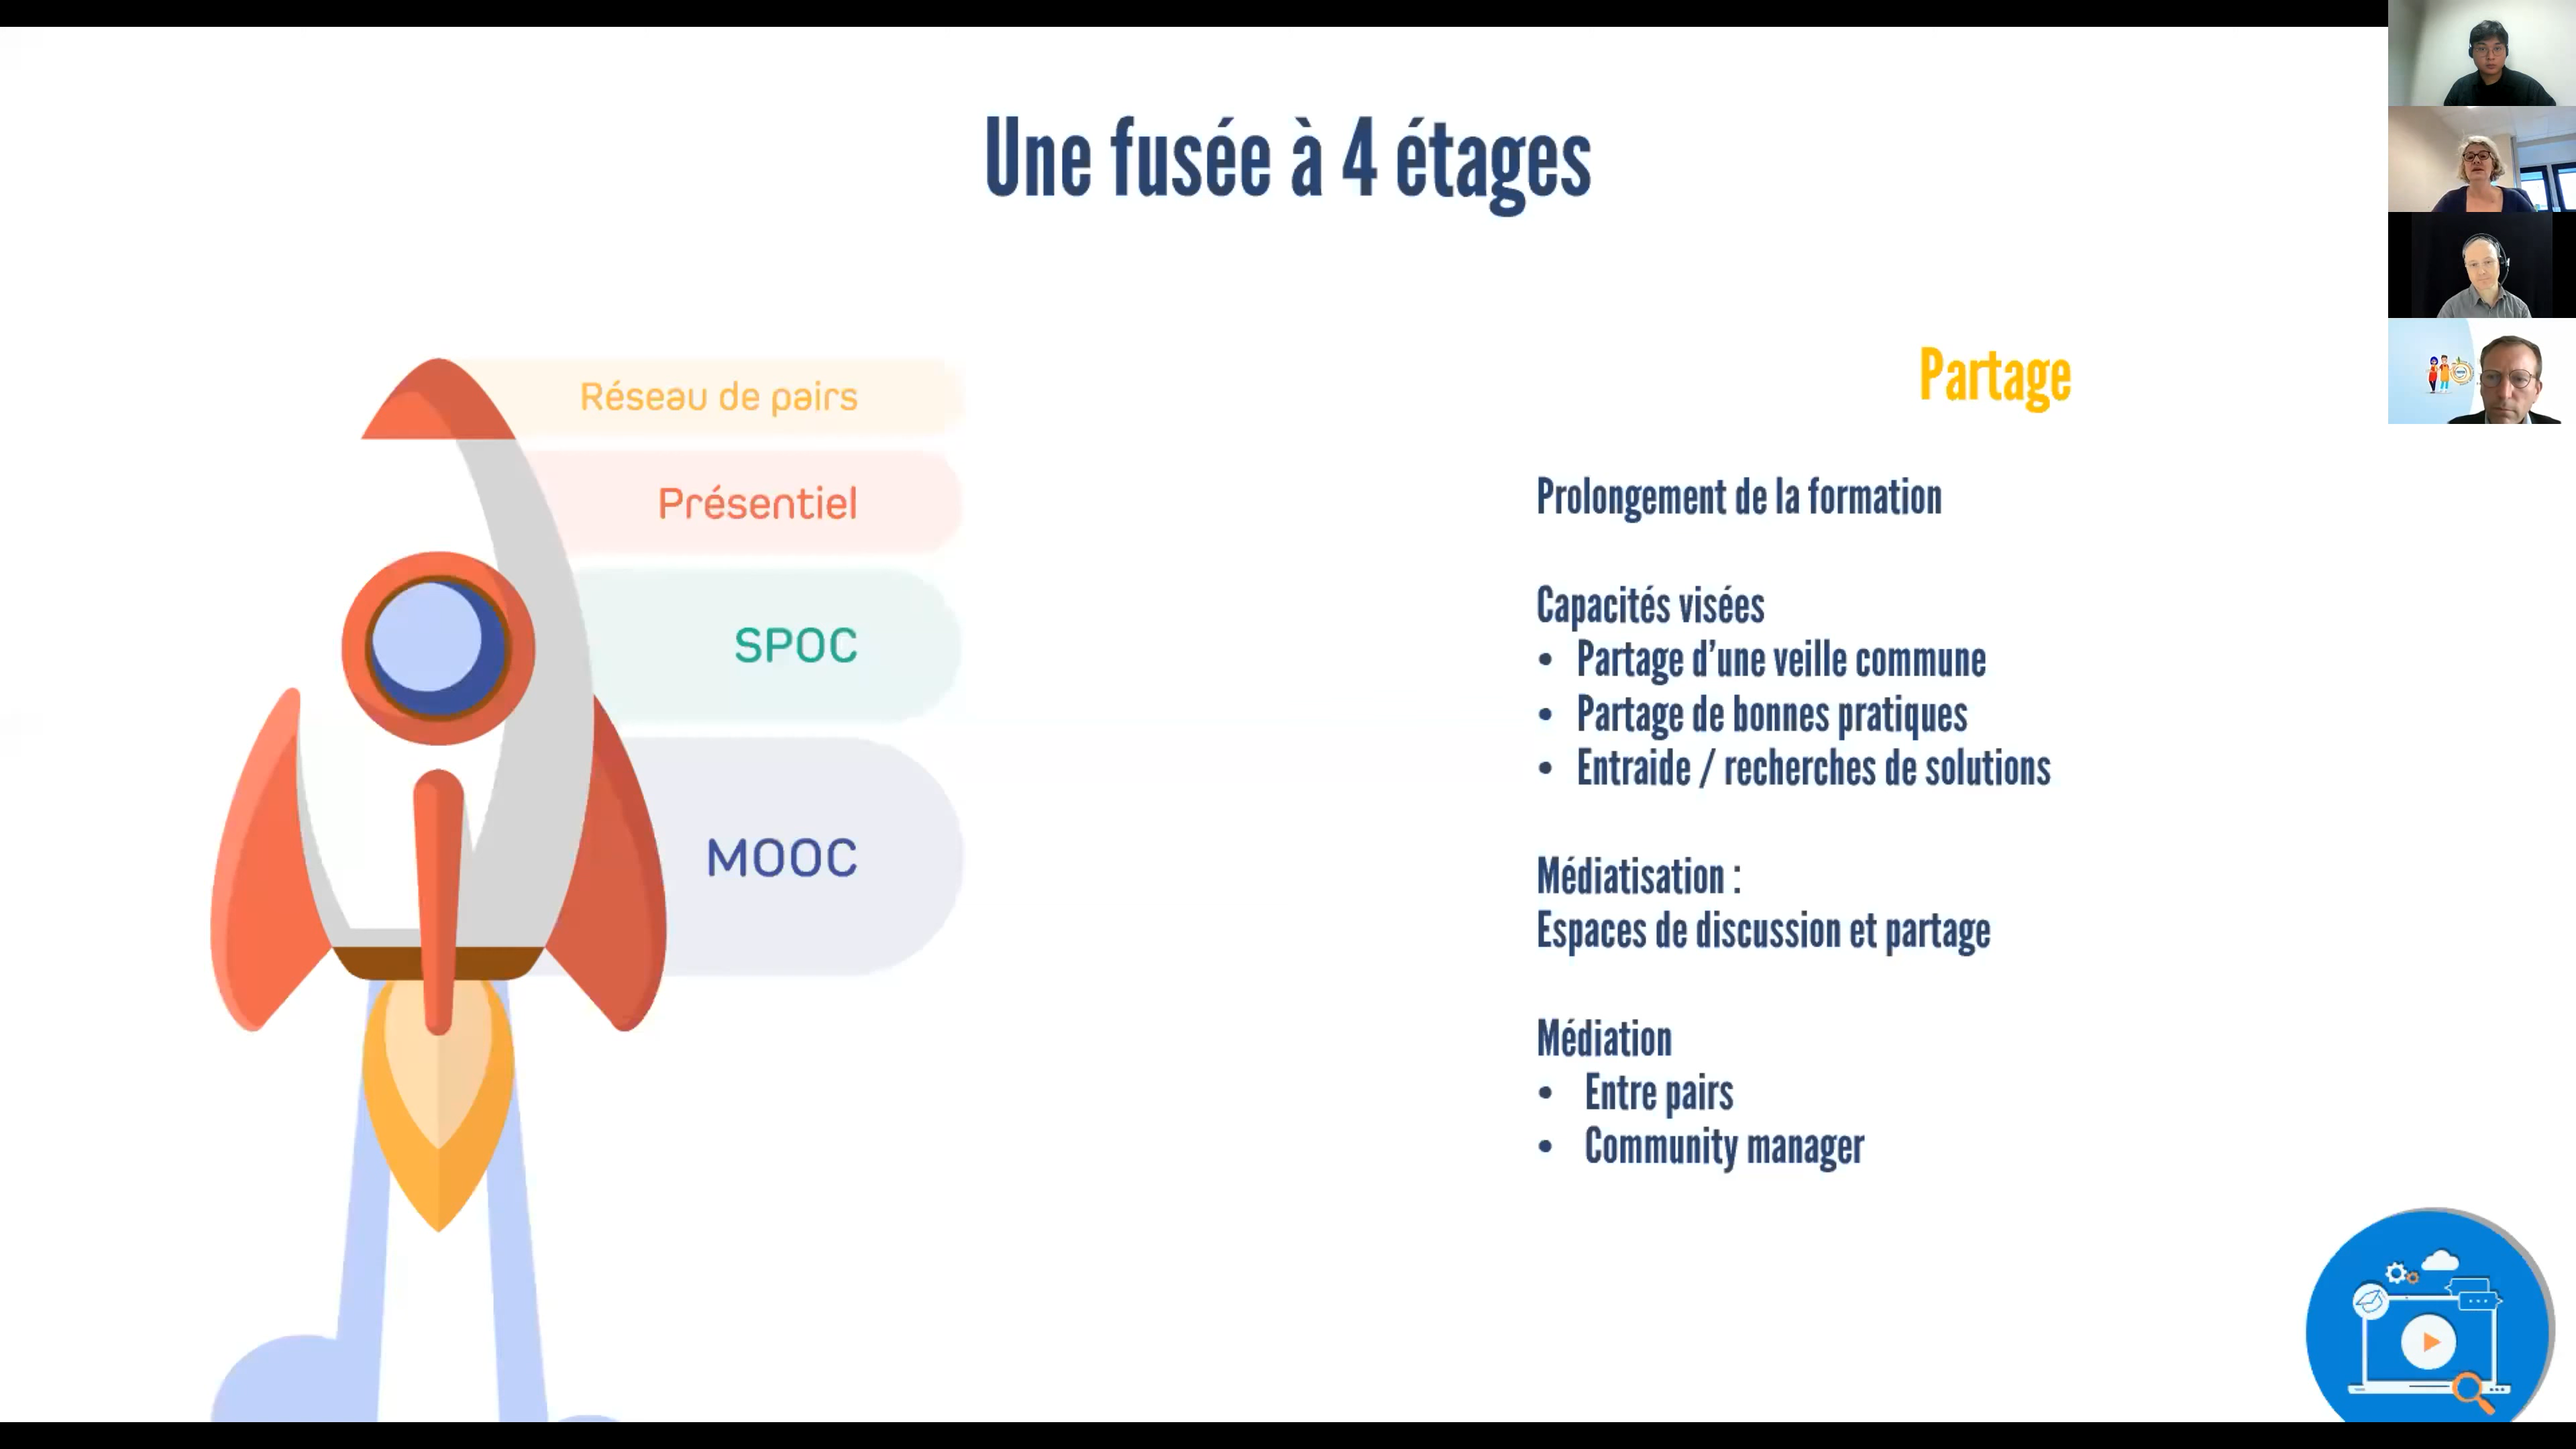 Une fusée à 4 étages
Réseau de pairs
Présentiel
SPOC
MOOC
Partage
Prolongement de la formation
Capacités visées
• Partage d’une veille commune
• Partage de bonnes pratiques
• Entraide / recherches de solutions
Médiatisation :
Espaces de discussion et partage
Médiation
• Entre pairs
• Community manager